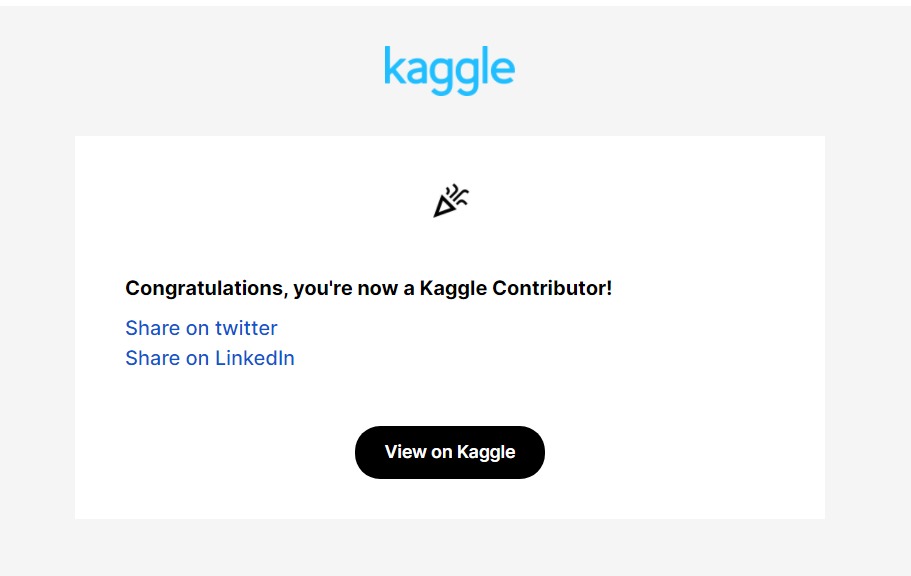 kaggle
Congratulations, you're now a Kaggle Contributor!
Share on twitter
Share on LinkedIn
View on Kaggle